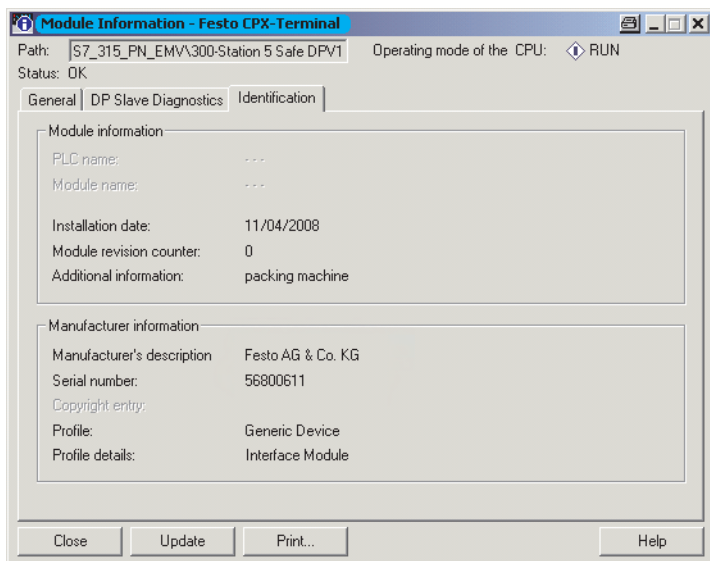 Module Information - Festo CPX-Terminal
Path: S7_315_PN_EMV\300-Station 5 Safe DPV1 Operating mode of the CPU: RUN
Status: OK
General DP Slave Diagnostics Identification
Module information
PLC name: - - -
Module name: - - -
Installation date: 11/04/2008
Module revision counter: 0
Additional information: packing machine
Manufacturer information
Manufacturer's description Festo AG & Co. KG
Serial number: 56800611
Copyright entry:
Profile: Generic Device
Profile details: Interface Module
Close Update Print... Help